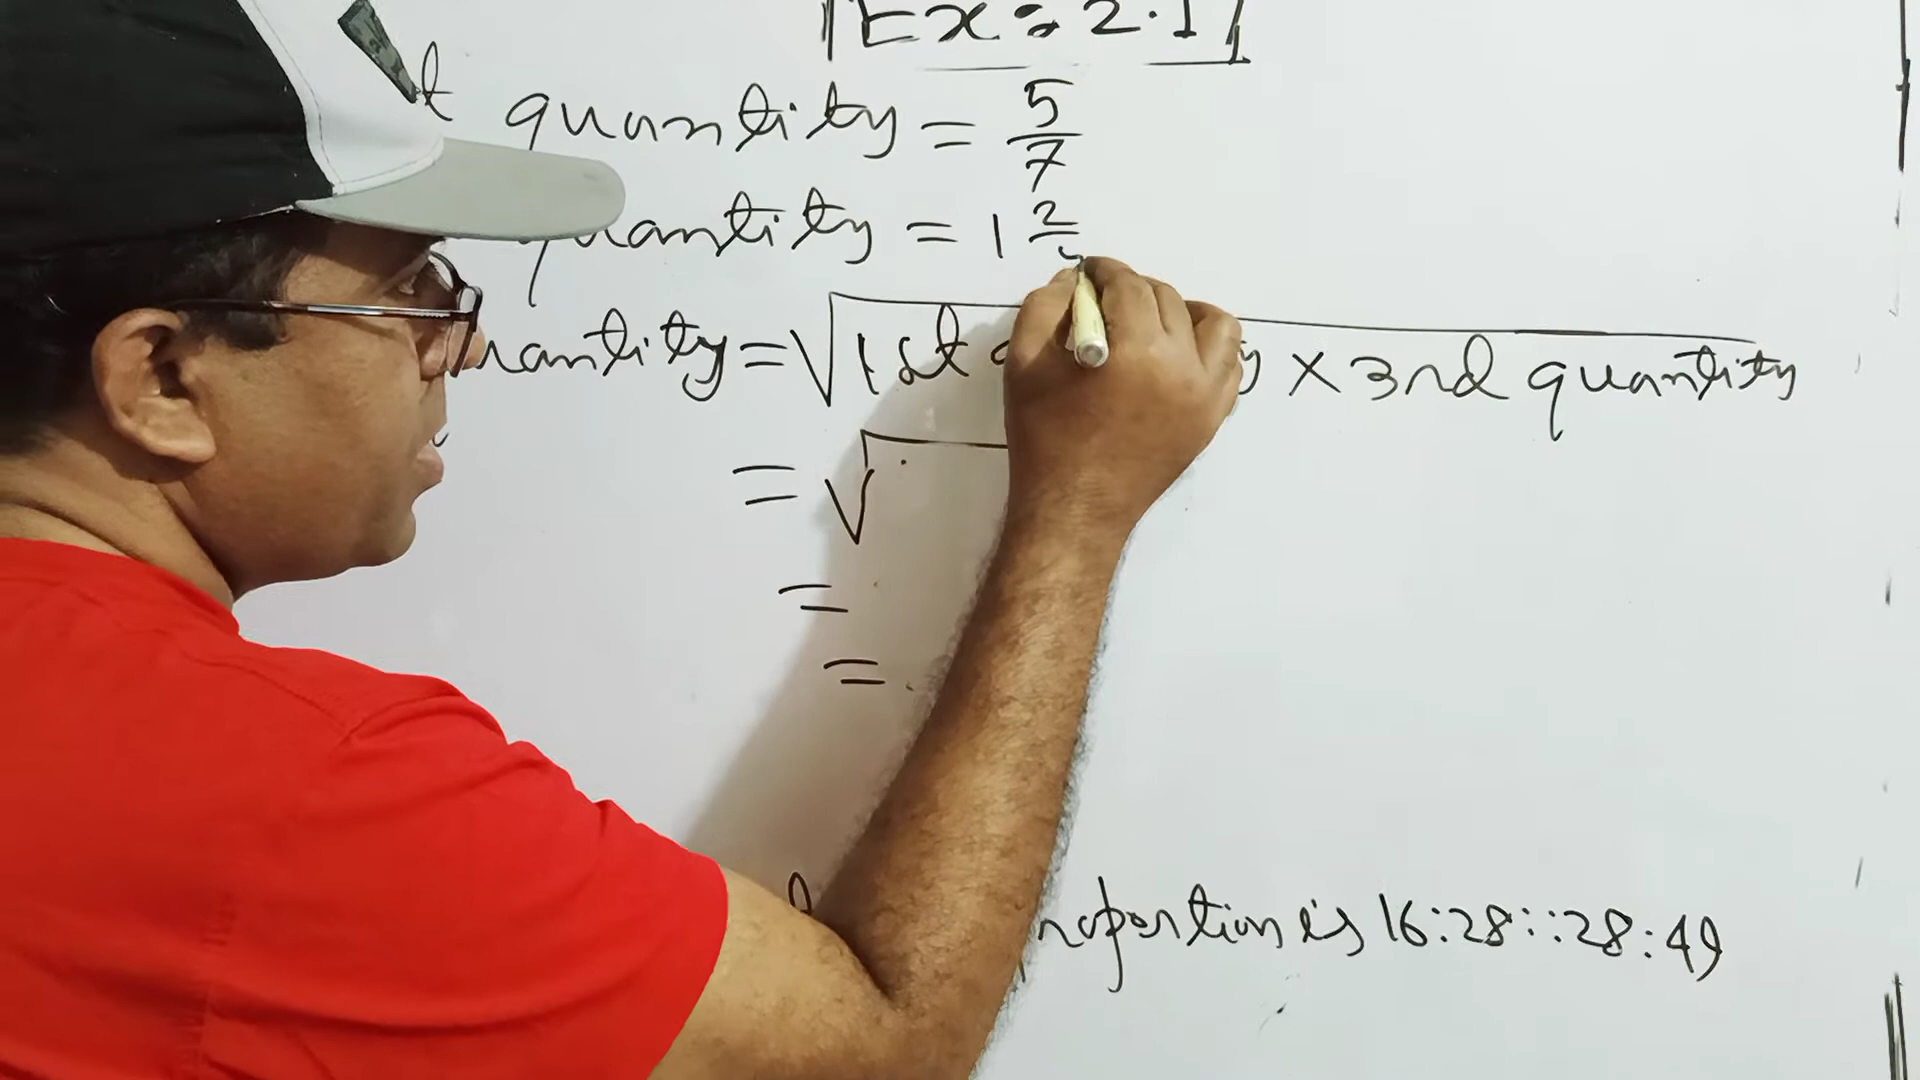 Ex: 2.1
quantity = 5/7
quantity = 1 2/
quantity = √1st × 3rd quantity
= √
=
=
proportion is 16:28::28:49